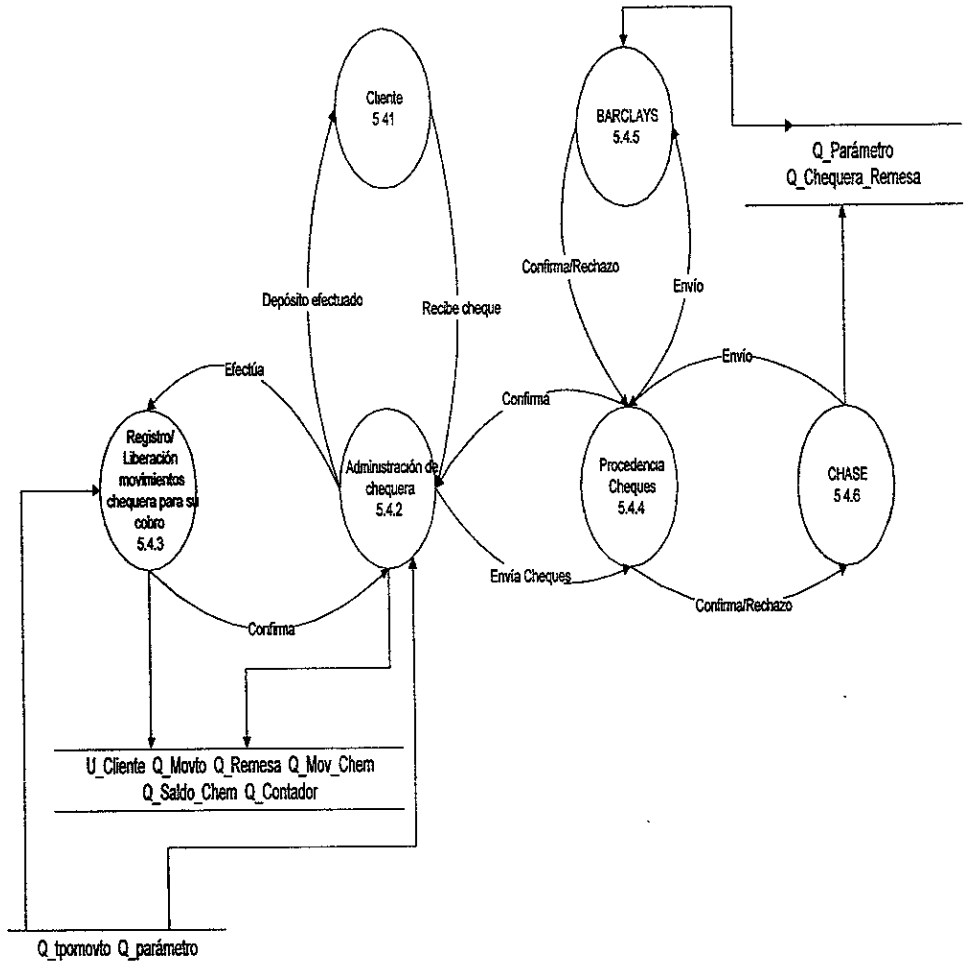 Cliente
5 41
BARCLAYS
5.4.5
Q_Parámetro
Q_Chequera_Remesa
Confirma/Rechazo
Envío
Depósito efectuado
Recibe cheque
Efectúa
Confirma
Envío
Registro/
Liberación
movimientos
chequera para su
cobro
5.4.3
Administración de
chequera
5.4.2
Procedencia
Cheques
5.4.4
CHASE
5 4.6
Envía Cheques
Confirma/Rechazo
Confirma
U_Cliente Q_Movto Q_Remesa Q_Mov_Chem
Q_Saldo_Chem Q_Contador
Q_tpomovto Q_parámetro